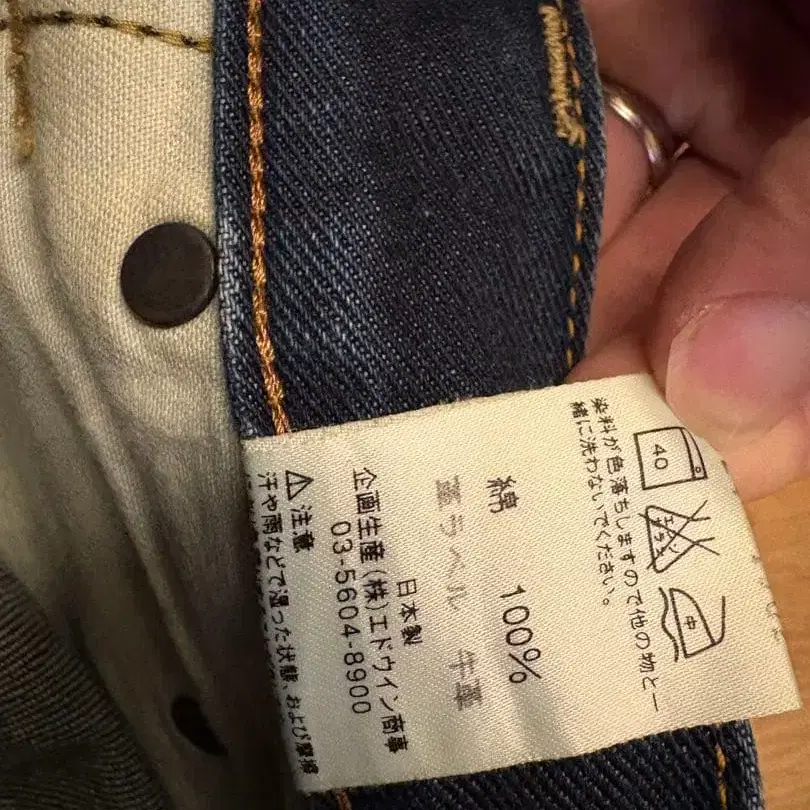 40
エンソ
中
染料が色落ちしますので他の物と一
緒に洗わないでください。
綿 100%
革ラベル 牛革
日本製
企画生産(株)エドウイン商事
03-5604-8900
⚠注意
汗や雨などで湿った状態、および摩擦